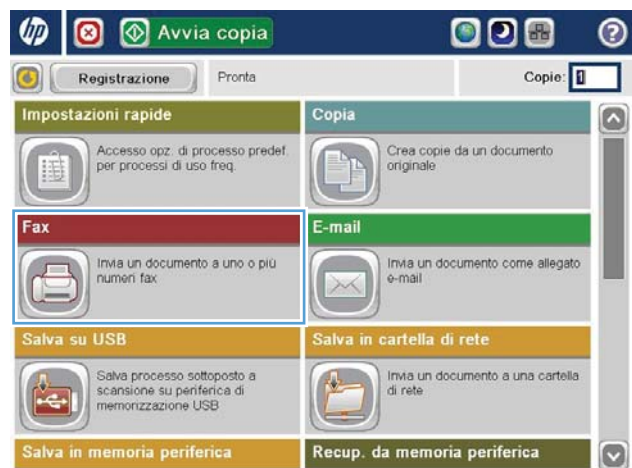 hp Avvia copia ?
Registrazione Pronta Copie: 1
Impostazioni rapide
Accesso opz. di processo predef.
per processi di uso freq.
Copia
Crea copie da un documento
originale
Fax
Invia un documento a uno o più
numeri fax
E-mail
Invia un documento come allegato
e-mail
Salva su USB
Salva processo sottoposto a
scansione su periferica di
memorizzazione USB
Salva in cartella di rete
Invia un documento a una cartella
di rete
Salva in memoria periferica
Recup. da memoria periferica